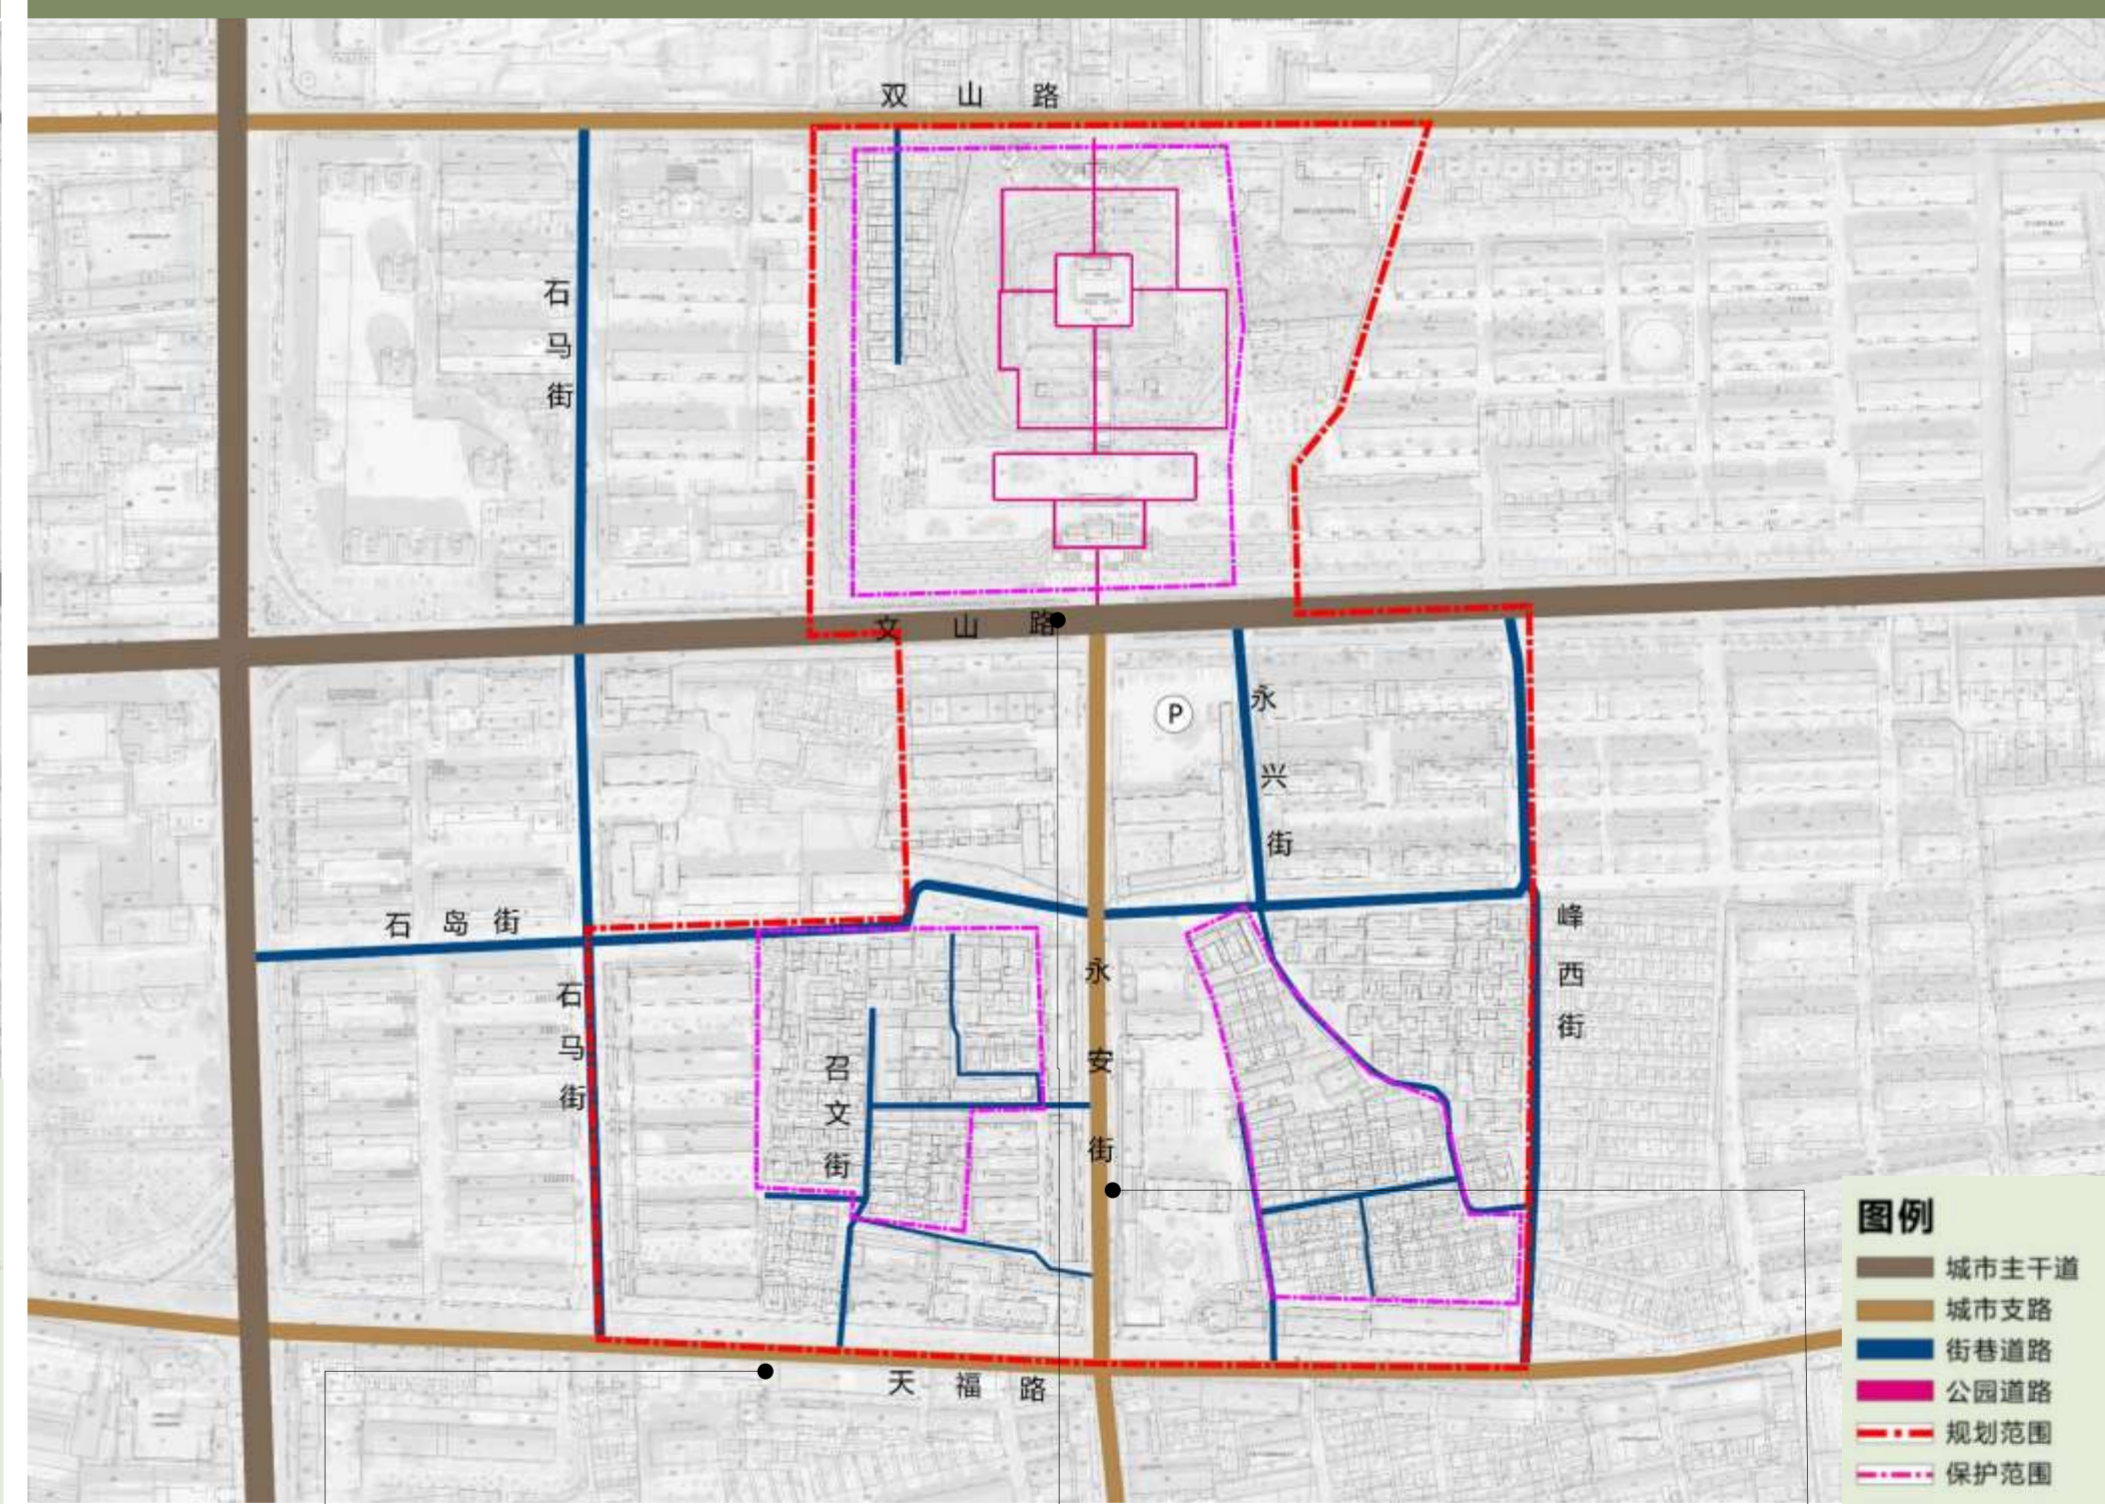 双山路
石马街
文山路
P
永兴街
石岛街
峰西街
石马街
永安街
召文街
天福路
图例
城市主干道
城市支路
街巷道路
公园道路
规划范围
保护范围